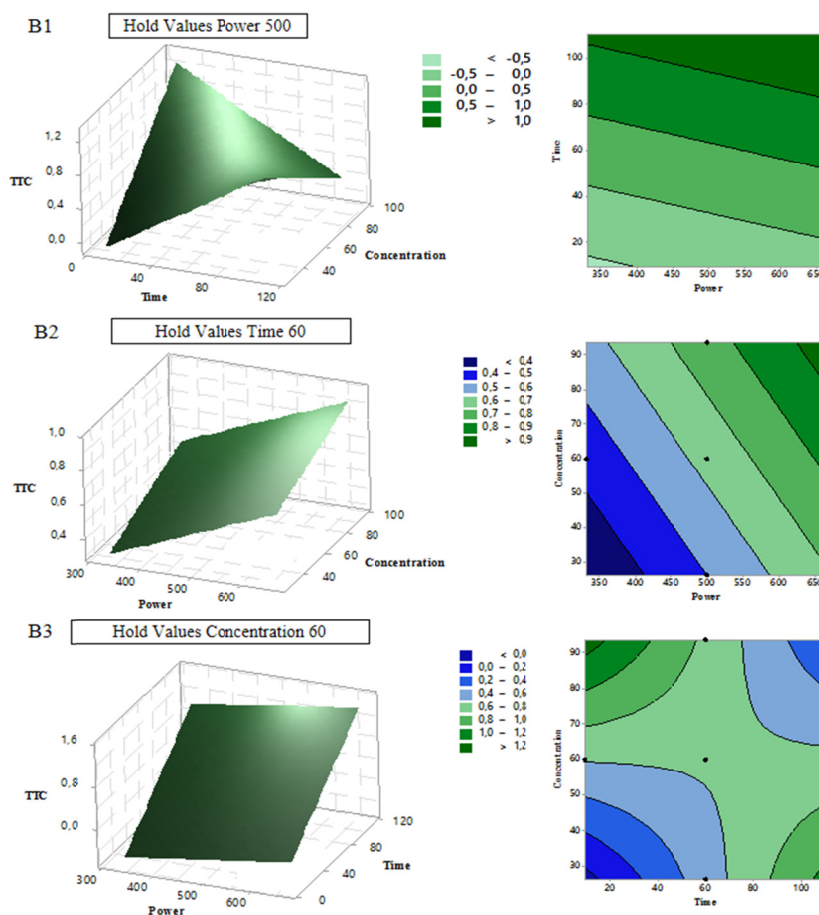 B1
Hold Values Power 500
1,2
0,8
0,4
0,0
TTC
0
40
80
120
Time
100
80
60
40
Concentration
< -0,5
-0,5 – 0,0
0,0 – 0,5
0,5 – 1,0
> 1,0
100
80
60
40
20
Time
350 400 450 500 550 600 650
Power
B2
Hold Values Time 60
1,0
0,8
0,6
0,4
TTC
300
400
500
600
Power
100
80
60
40
Concentration
< 0,4
0,4 – 0,5
0,5 – 0,6
0,6 – 0,7
0,7 – 0,8
0,8 – 0,9
> 0,9
90
80
70
60
50
40
30
Concentration
350 400 450 500 550 600 650
Power
B3
Hold Values Concentration 60
1,6
0,8
0,0
TTC
300
400
500
600
Power
120
80
40
0
Time
< 0,0
0,0 – 0,2
0,2 – 0,4
0,4 – 0,6
0,6 – 0,8
0,8 – 1,0
1,0 – 1,2
> 1,2
90
80
70
60
50
40
30
Concentration
20 40 60 80 100
Time